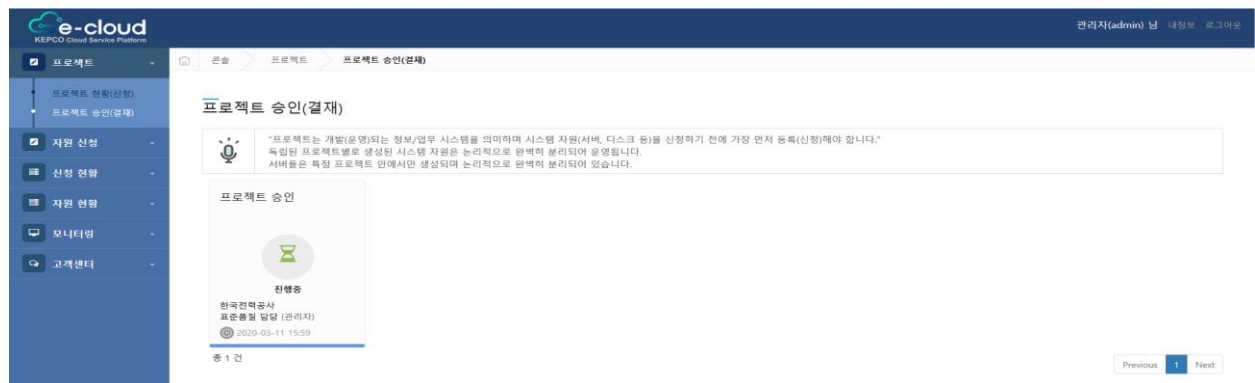 e-cloud
KEPCO Cloud Service Platform
관리자(admin) 님 내정보 로그아웃
프로젝트
콘솔 프로젝트 프로젝트 승인(결재)
프로젝트 현황(신청)
프로젝트 승인(결재)
자원 신청
신청 현황
자원 현황
모니터링
고객센터
프로젝트 승인(결재)
"프로젝트는 개발(운영)되는 정보/업무 시스템을 의미하며 시스템 자원(서버, 디스크 등)을 신청하기 전에 가장 먼저 등록(신청)해야 합니다."
독립된 프로젝트별로 생성된 시스템 자원은 논리적으로 완벽히 분리되어 운영됩니다.
서버들은 특정 프로젝트 안에서만 생성되며 논리적으로 완벽히 분리되어 있습니다.
프로젝트 승인
진행중
한국전력공사
표준품질 담당 (관리자)
2020-03-11 15:59
총 1 건
Previous 1 Next